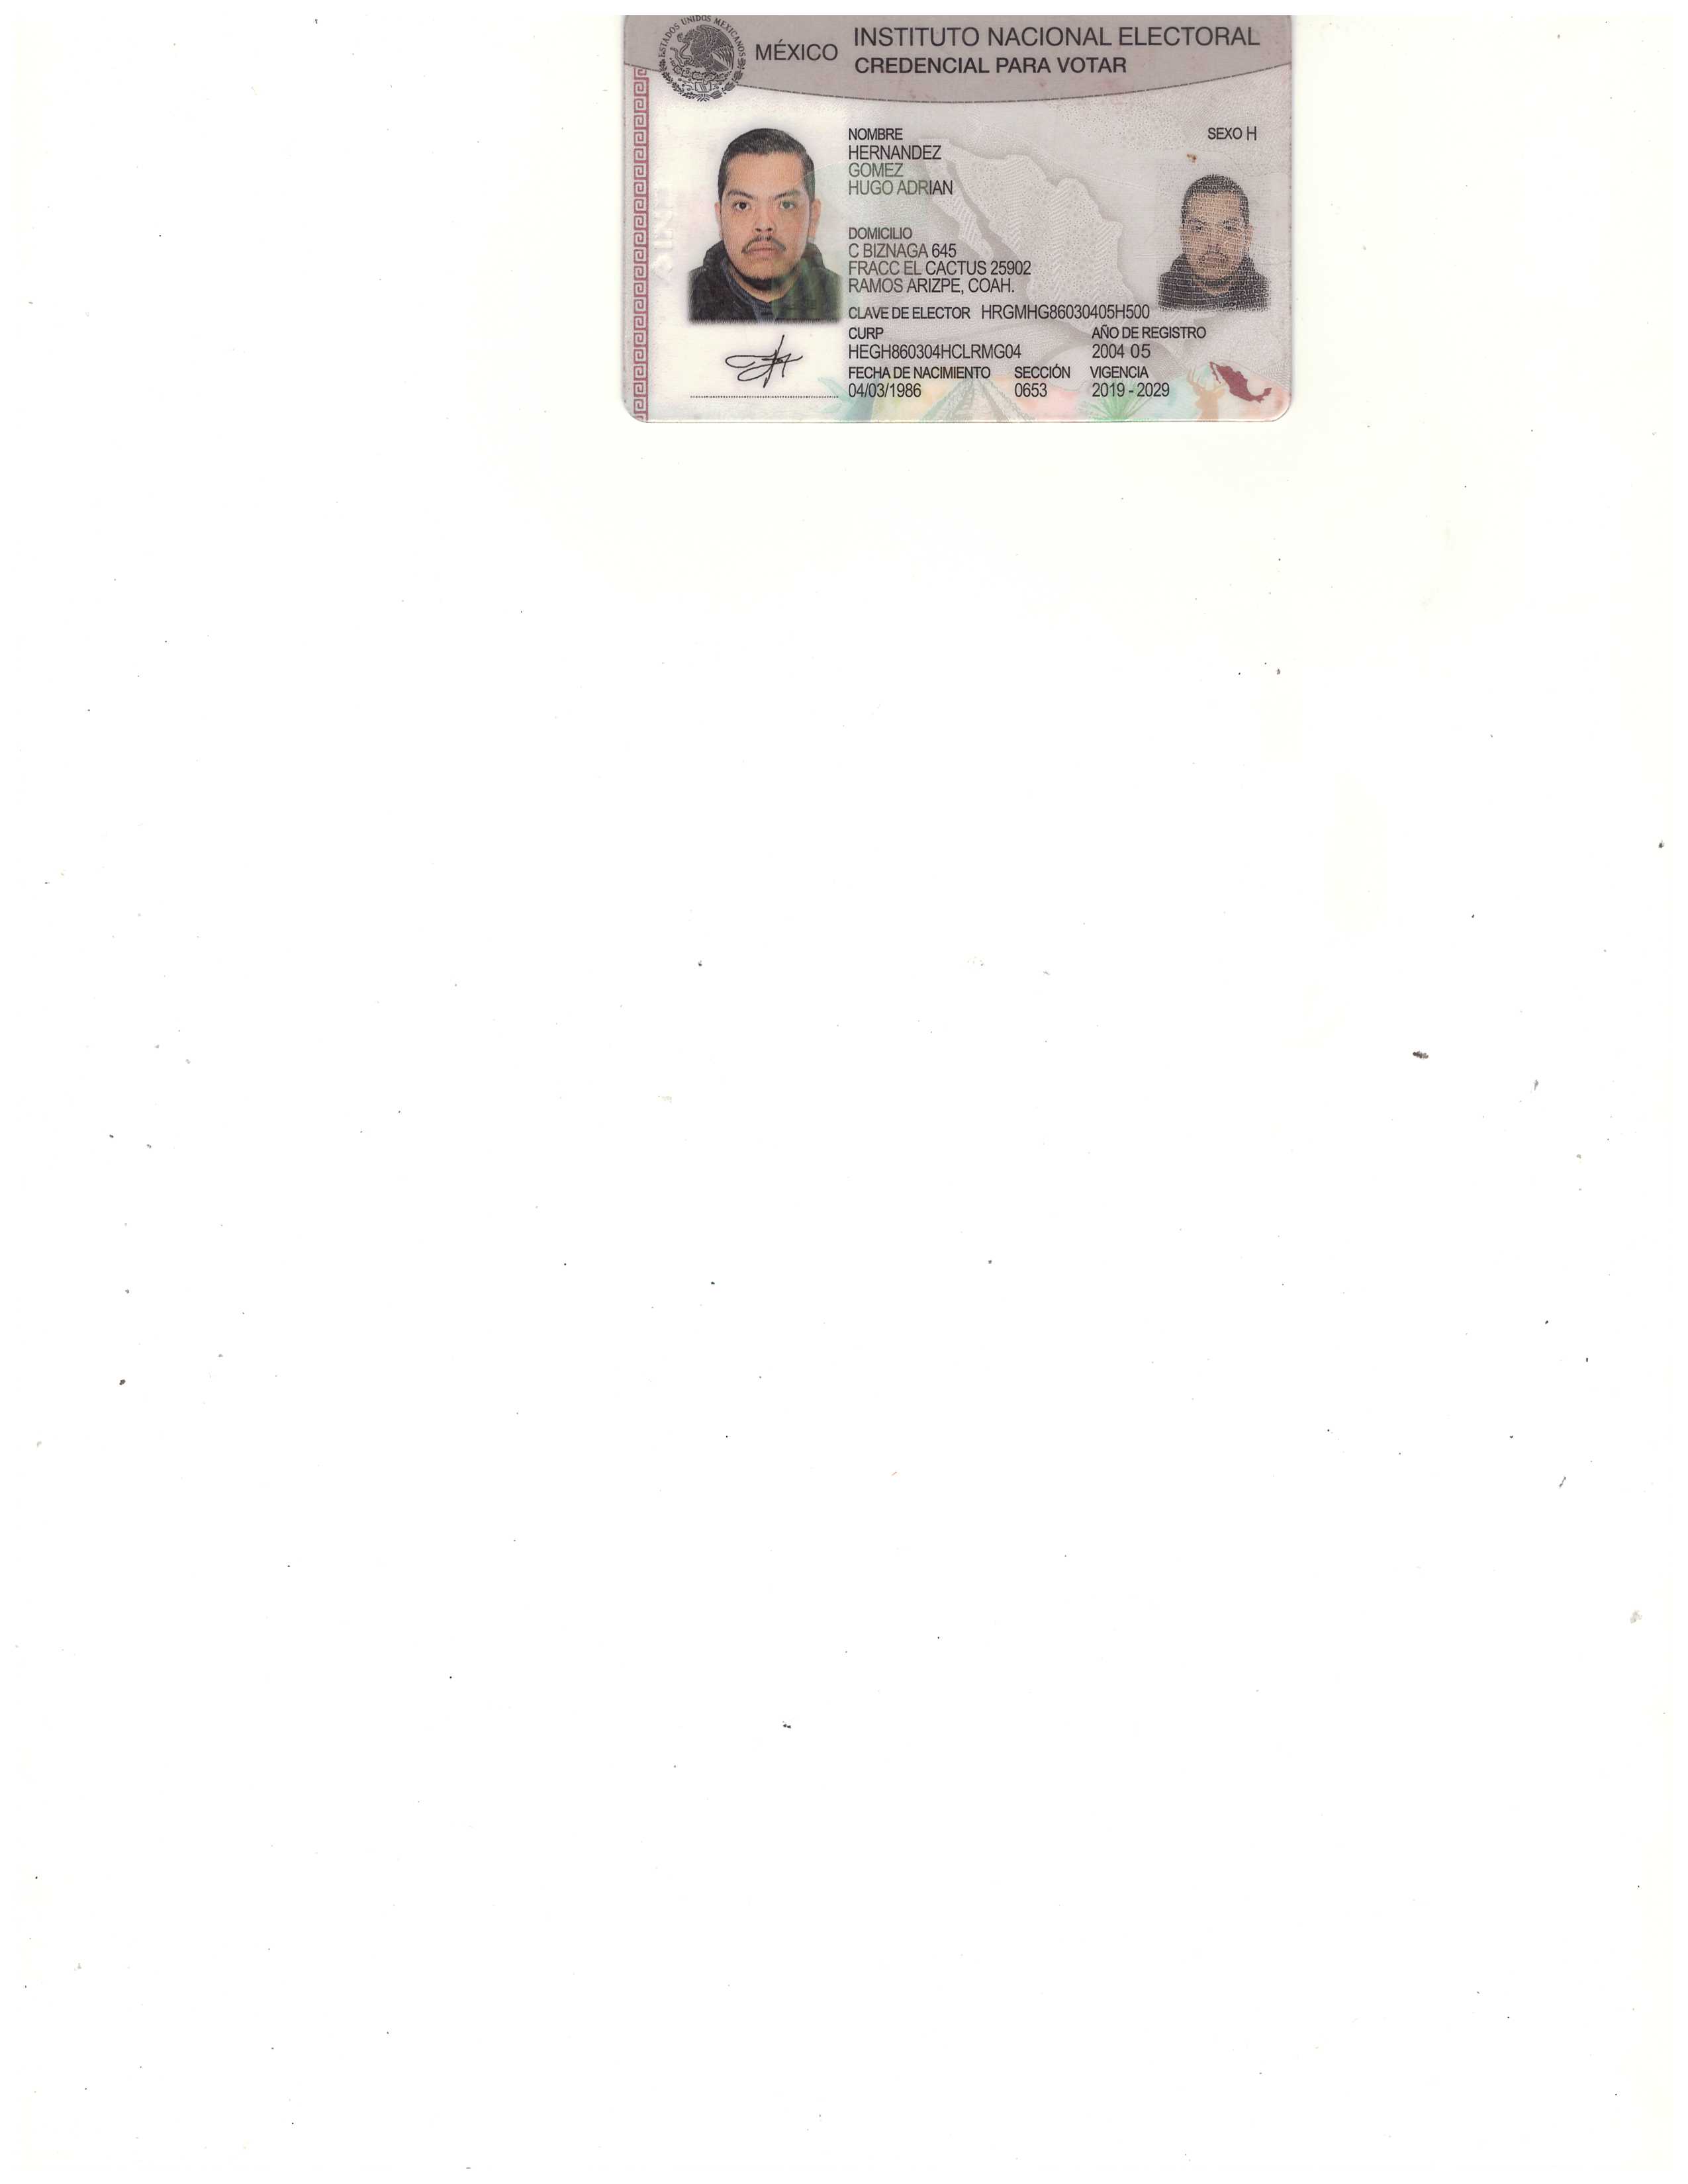 ESTADOS UNIDOS MEXICANOS
MÉXICO
INSTITUTO NACIONAL ELECTORAL
CREDENCIAL PARA VOTAR
NOMBRE
SEXO H
HERNANDEZ
GOMEZ
HUGO ADRIAN
DOMICILIO
C BIZNAGA 645
FRACC EL CACTUS 25902
RAMOS ARIZPE, COAH.
CLAVE DE ELECTOR HRGMHG86030405H500
CURP AÑO DE REGISTRO
HEGH860304HCLRMG04 2004 05
FECHA DE NACIMIENTO SECCIÓN VIGENCIA
04/03/1986 0653 2019 - 2029